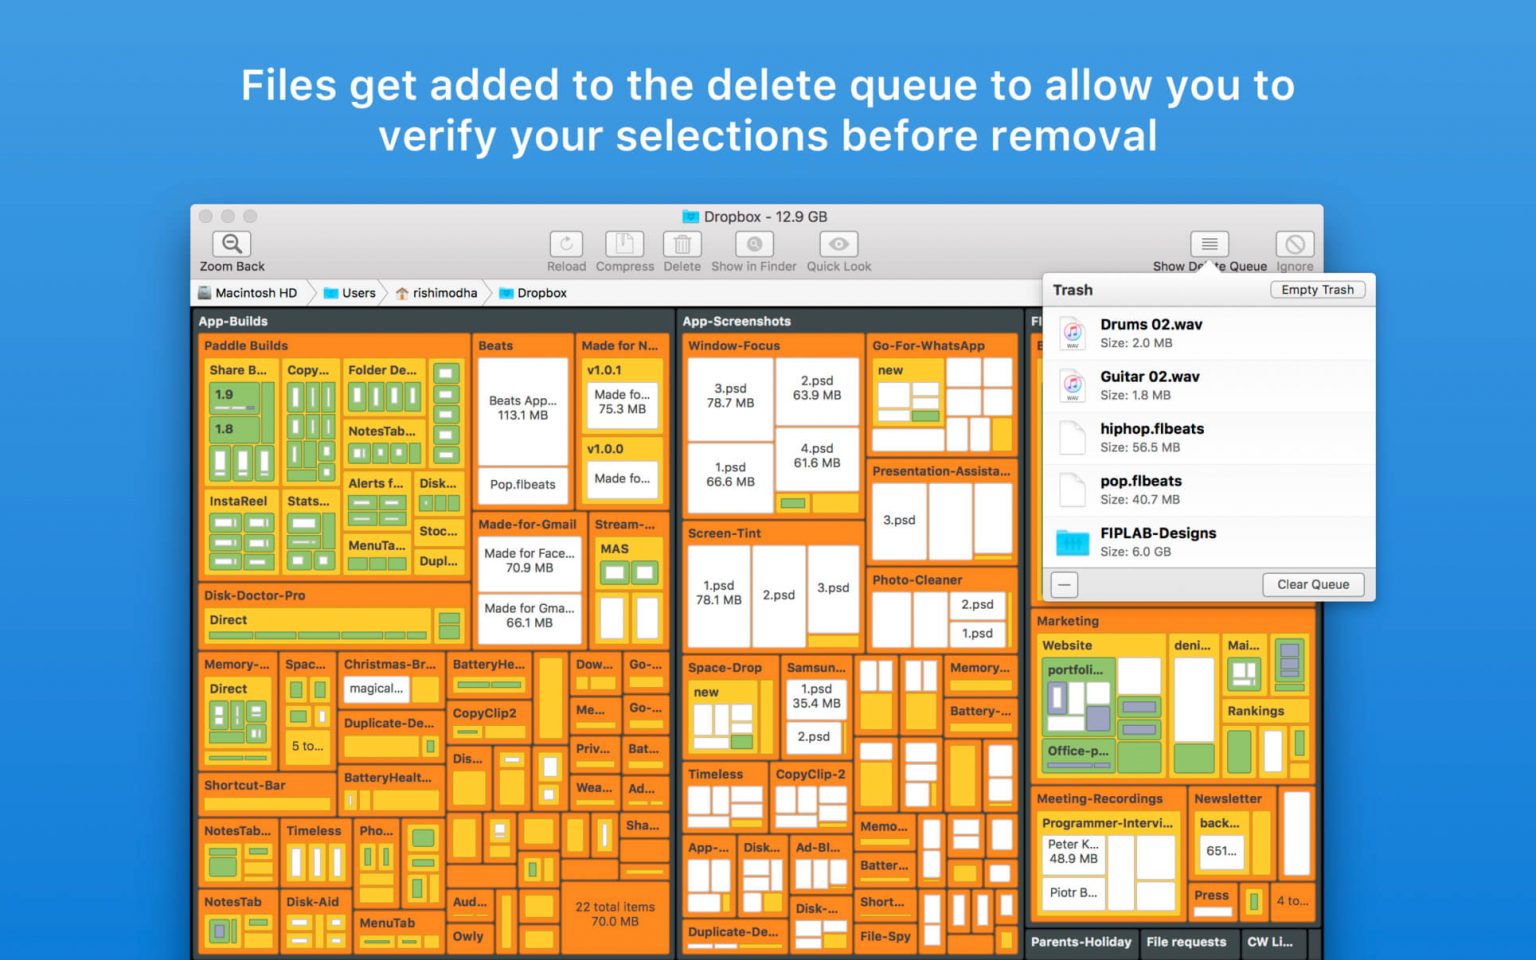 Files get added to the delete queue to allow you to
verify your selections before removal
Dropbox - 12.9 GB
Zoom Back
Reload
Compress
Delete
Show in Finder
Quick Look
Show De te Queue
Ignore
Macintosh HD
Users
rishimodha
Dropbox
Trash
Empty Trash
Drums 02.wav
Size: 2.0 MB
WAV
Guitar 02.wav
Size: 1.8 MB
WAV
hiphop.flbeats
Size: 56.5 MB
pop.flbeats
Size: 40.7 MB
FIPLAB-Designs
Size: 6.0 GB
Clear Queue
App-Builds
Paddle Builds
Share B...
1.9
1.8
Copy...
Folder De...
NotesTab...
InstaReel
Stats...
Alerts f...
Disk...
Stoc...
MenuTa...
Dupl...
Beats
Beats App...
113.1 MB
Pop.flbeats
Made for N...
v1.0.1
Made fo...
75.3 MB
v1.0.0
Made fo...
Made-for-Gmail
Made for Face...
70.9 MB
Made for Gma...
66.1 MB
Stream-...
MAS
Disk-Doctor-Pro
Direct
Memory-...
Direct
Spac...
5 to...
Christmas-Br...
magical...
Duplicate-De...
BatteryHealt...
Shortcut-Bar
BatteryHe...
CopyClip2
Dis...
Dow...
Go-...
Me...
Go-...
Priv...
Bat...
Wea...
Ad...
Sha...
NotesTab...
Timeless
Pho...
NotesTab
Disk-Aid
MenuTab
Aud...
Owly
22 total items
70.0 MB
App-Screenshots
Window-Focus
3.psd
78.7 MB
2.psd
63.9 MB
1.psd
66.6 MB
4.psd
61.6 MB
Go-For-WhatsApp
new
Presentation-Assista...
3.psd
Screen-Tint
1.psd
78.1 MB
2.psd
3.psd
Photo-Cleaner
2.psd
1.psd
Space-Drop
new
Samsun...
1.psd
35.4 MB
2.psd
Memory...
Battery-...
Timeless
CopyClip-2
App-...
Disk...
Ad-Bl...
Disk-...
Duplicate-De...
Memo...
Batter...
Short...
File-Spy
Marketing
Website
portfoli...
Office-p...
deni...
Mai...
Rankings
Meeting-Recordings
Programmer-Intervi...
Peter K...
48.9 MB
Piotr B...
Newsletter
back...
651...
Press
4 to...
Parents-Holiday
File requests
CW Li...